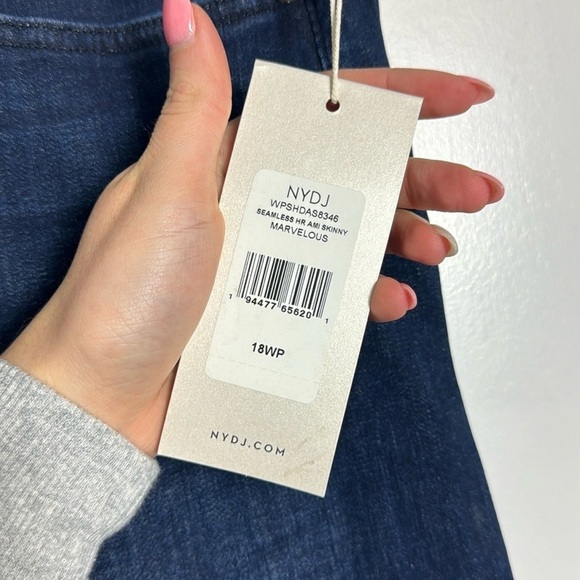 NYDJ
WPSHDAS8346
SEAMLESS HR AMI SKINNY
MARVELOUS
1 94477 65620 1
18WP
NYDJ.COM